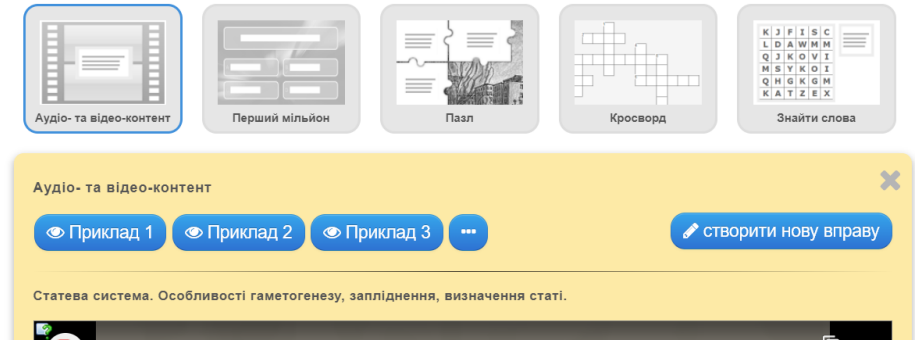 K J F I S C
L D A W M M
Q J K O V I
M S Y K O I
Q H G K G M
K A T Z E X
Аудіо- та відео-контент
Перший мільйон
Пазл
Кросворд
Знайти слова
Аудіо- та відео-контент
Приклад 1
Приклад 2
Приклад 3
створити нову вправу
Статева система. Особливості гаметогенезу, запліднення, визначення статі.